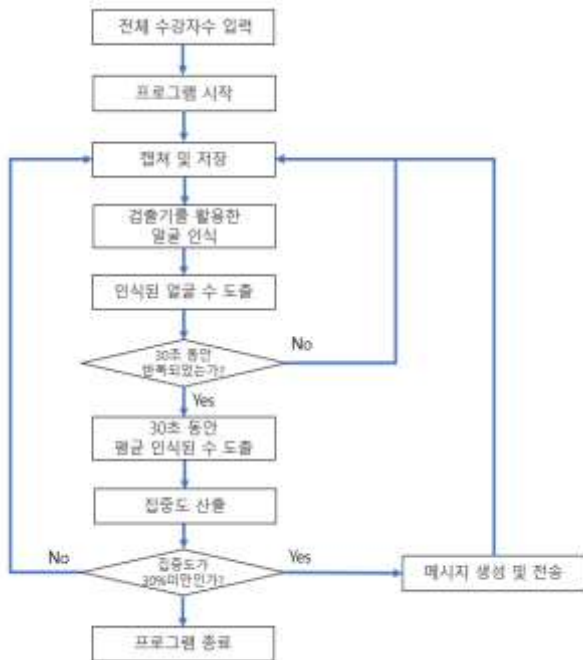 전체 수강자수 입력
프로그램 시작
캡쳐 및 저장
검출기를 활용한
얼굴 인식
인식된 얼굴 수 도출
30초 동안
반복되었는가?
No
Yes
30초 동안
평균 인식된 수 도출
집중도 산출
집중도가
30%미만인가?
No
Yes
메시지 생성 및 전송
프로그램 종료